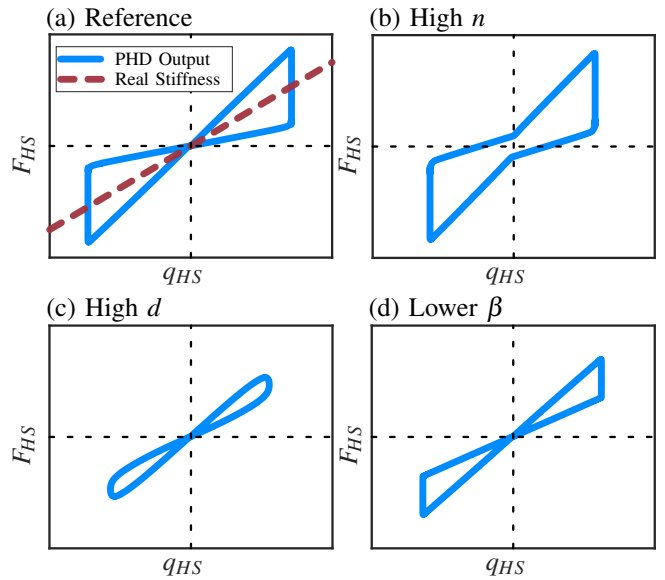 (a) Reference
PHD Output
Real Stiffness
F_HS
q_HS
(b) High n
F_HS
q_HS
(c) High d
F_HS
q_HS
(d) Lower β
F_HS
q_HS